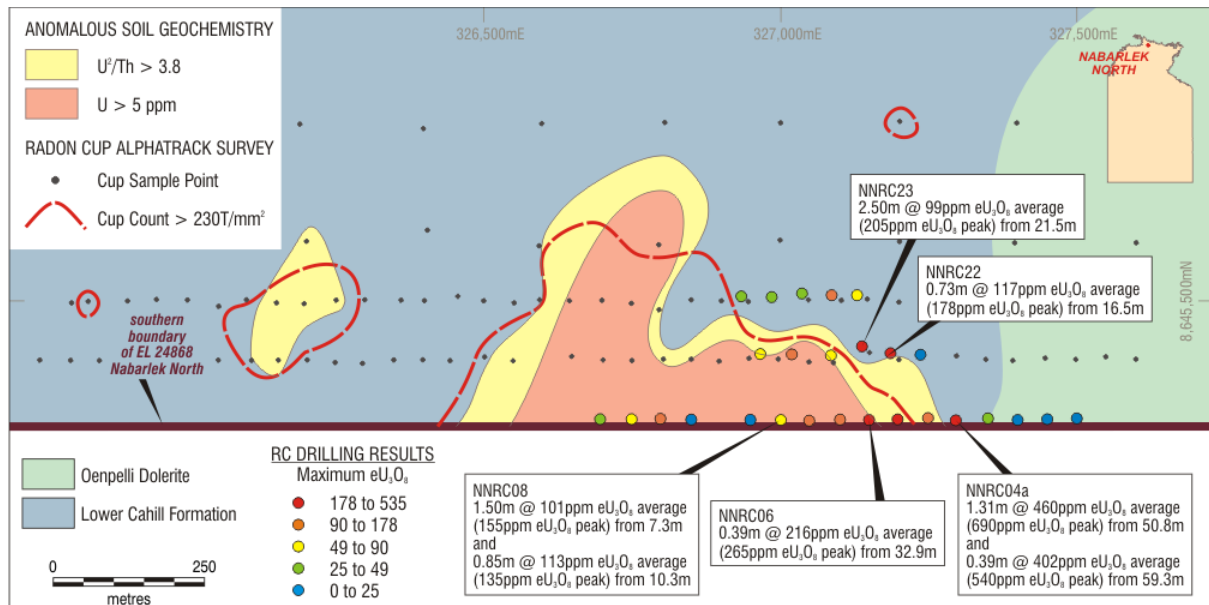 ANOMALOUS SOIL GEOCHEMISTRY
U²/Th > 3.8
U > 5 ppm
RADON CUP ALPHATRACK SURVEY
Cup Sample Point
Cup Count > 230T/mm²
326,500mE
327,000mE
327,500mE
NABARLEK
NORTH
8,645,500mN
NNRC23
2.50m @ 99ppm eU₃O₈ average
(205ppm eU₃O₈ peak) from 21.5m
NNRC22
0.73m @ 117ppm eU₃O₈ average
(178ppm eU₃O₈ peak) from 16.5m
southern
boundary
of EL 24868
Nabarlek North
Oenpelli Dolerite
Lower Cahill Formation
0
250
metres
RC DRILLING RESULTS
Maximum eU₃O₈
178 to 535
90 to 178
49 to 90
25 to 49
0 to 25
NNRC08
1.50m @ 101ppm eU₃O₈ average
(155ppm eU₃O₈ peak) from 7.3m
and
0.85m @ 113ppm eU₃O₈ average
(135ppm eU₃O₈ peak) from 10.3m
NNRC06
0.39m @ 216ppm eU₃O₈ average
(265ppm eU₃O₈ peak) from 32.9m
NNRC04a
1.31m @ 460ppm eU₃O₈ average
(690ppm eU₃O₈ peak) from 50.8m
and
0.39m @ 402ppm eU₃O₈ average
(540ppm eU₃O₈ peak) from 59.3m